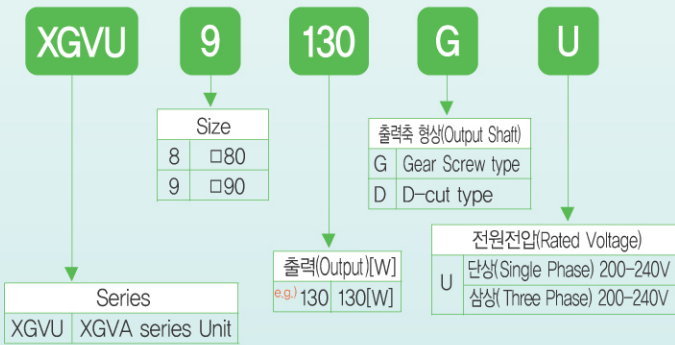 XGVU 9 130 G U
Size
8 □80
9 □90
출력축 형상(Output Shaft)
G Gear Screw type
D D-cut type
전원전압(Rated Voltage)
U 단상(Single Phase) 200-240V
삼상(Three Phase) 200-240V
출력(Output)[W]
e.g.) 130 130[W]
Series
XGVU XGVA series Unit